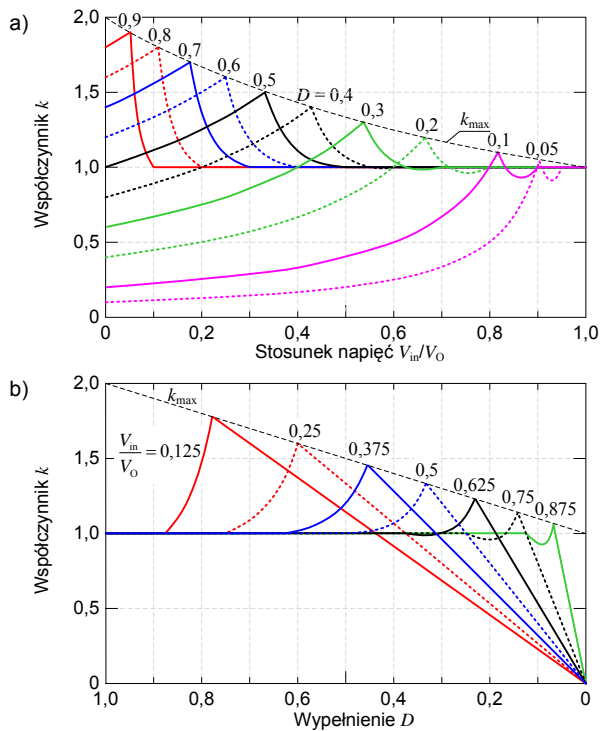 a)
2,0
1,5
1,0
0,5
0
Współczynnik k
0,9
0,8
0,7
0,6
0,5
D = 0,4
0,3
0,2
0,1
0,05
kmax
0 0,2 0,4 0,6 0,8 1,0
Stosunek napięć Vin/VO
b)
2,0
1,5
1,0
0,5
0
Współczynnik k
kmax
Vin/VO = 0,125
0,25
0,375
0,5
0,625
0,75
0,875
1,0 0,8 0,6 0,4 0,2 0
Wypełnienie D